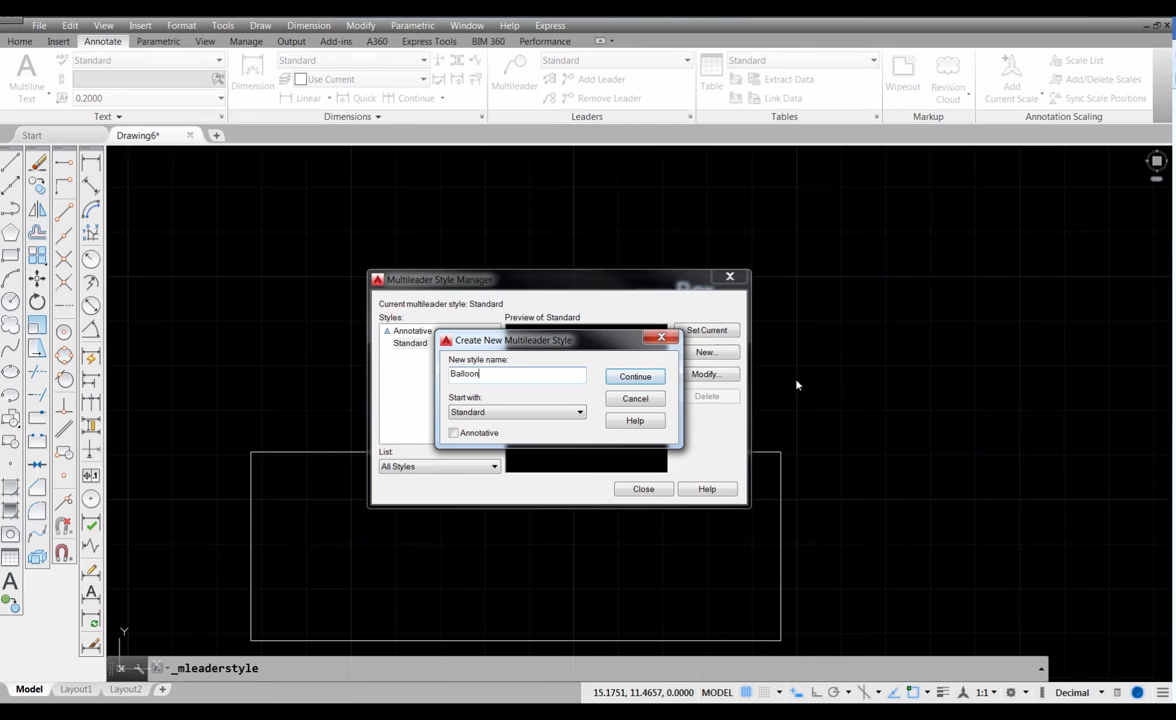 File Edit View Insert Format Tools Draw Dimension Modify Parametric Window Help Express
Home Insert Annotate Parametric View Manage Output Add-ins A360 Express Tools BIM 360 Performance
Standard Standard Standard Standard Scale List
Use Current Add Leader Extract Data Add/Delete Scales
Multiline Text Dimension Multileader Table Wipeout Revision Cloud Add Current Scale
0.2000 Linear Quick Continue Remove Leader Link Data Sync Scale Positions
Text Dimensions Leaders Tables Markup Annotation Scaling
Start Drawing6*
Multileader Style Manager
Current multileader style: Standard
Styles: Preview of: Standard
Annotative
Standard
Set Current
New...
Modify...
Delete
Create New Multileader Style
New style name:
Balloon
Continue
Start with:
Cancel
Standard
Help
Annotative
List:
All Styles
Close Help
Y
_mleaderstyle
Model Layout1 Layout2 15.1751, 11.4657, 0.0000 MODEL 1:1 Decimal